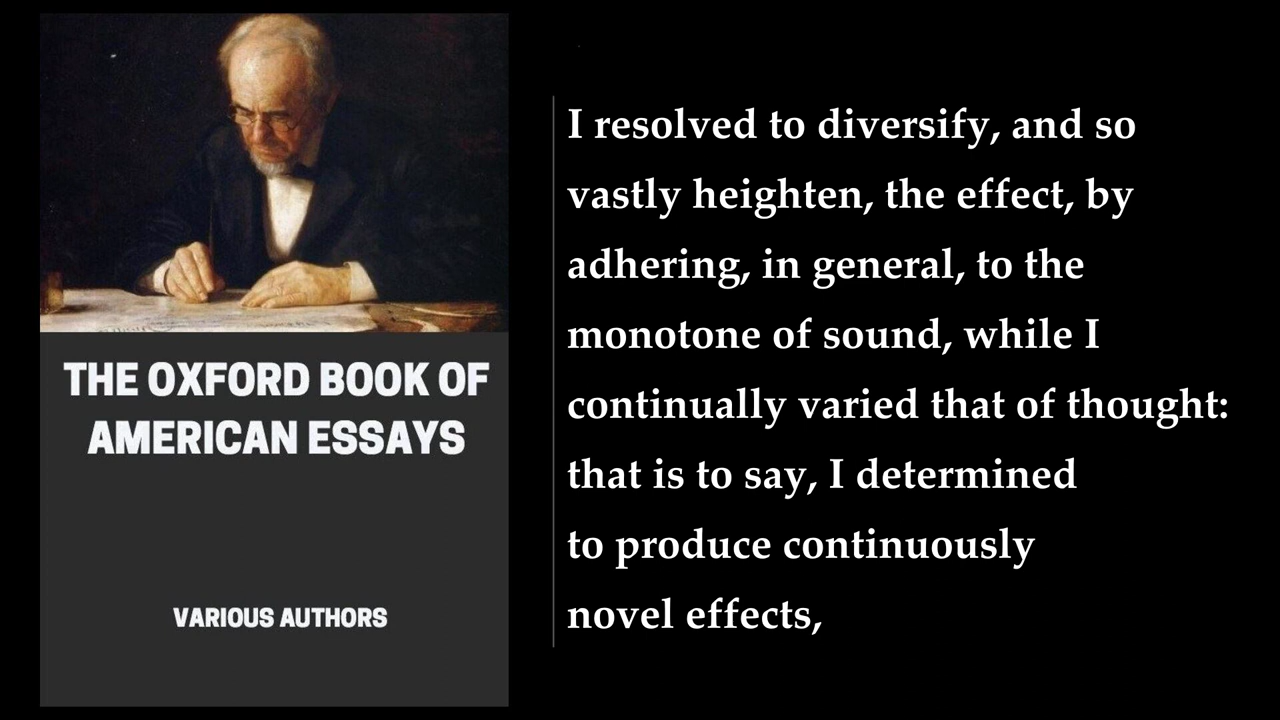 THE OXFORD BOOK OF
AMERICAN ESSAYS
VARIOUS AUTHORS
I resolved to diversify, and so
vastly heighten, the effect, by
adhering, in general, to the
monotone of sound, while I
continually varied that of thought:
that is to say, I determined
to produce continuously
novel effects,